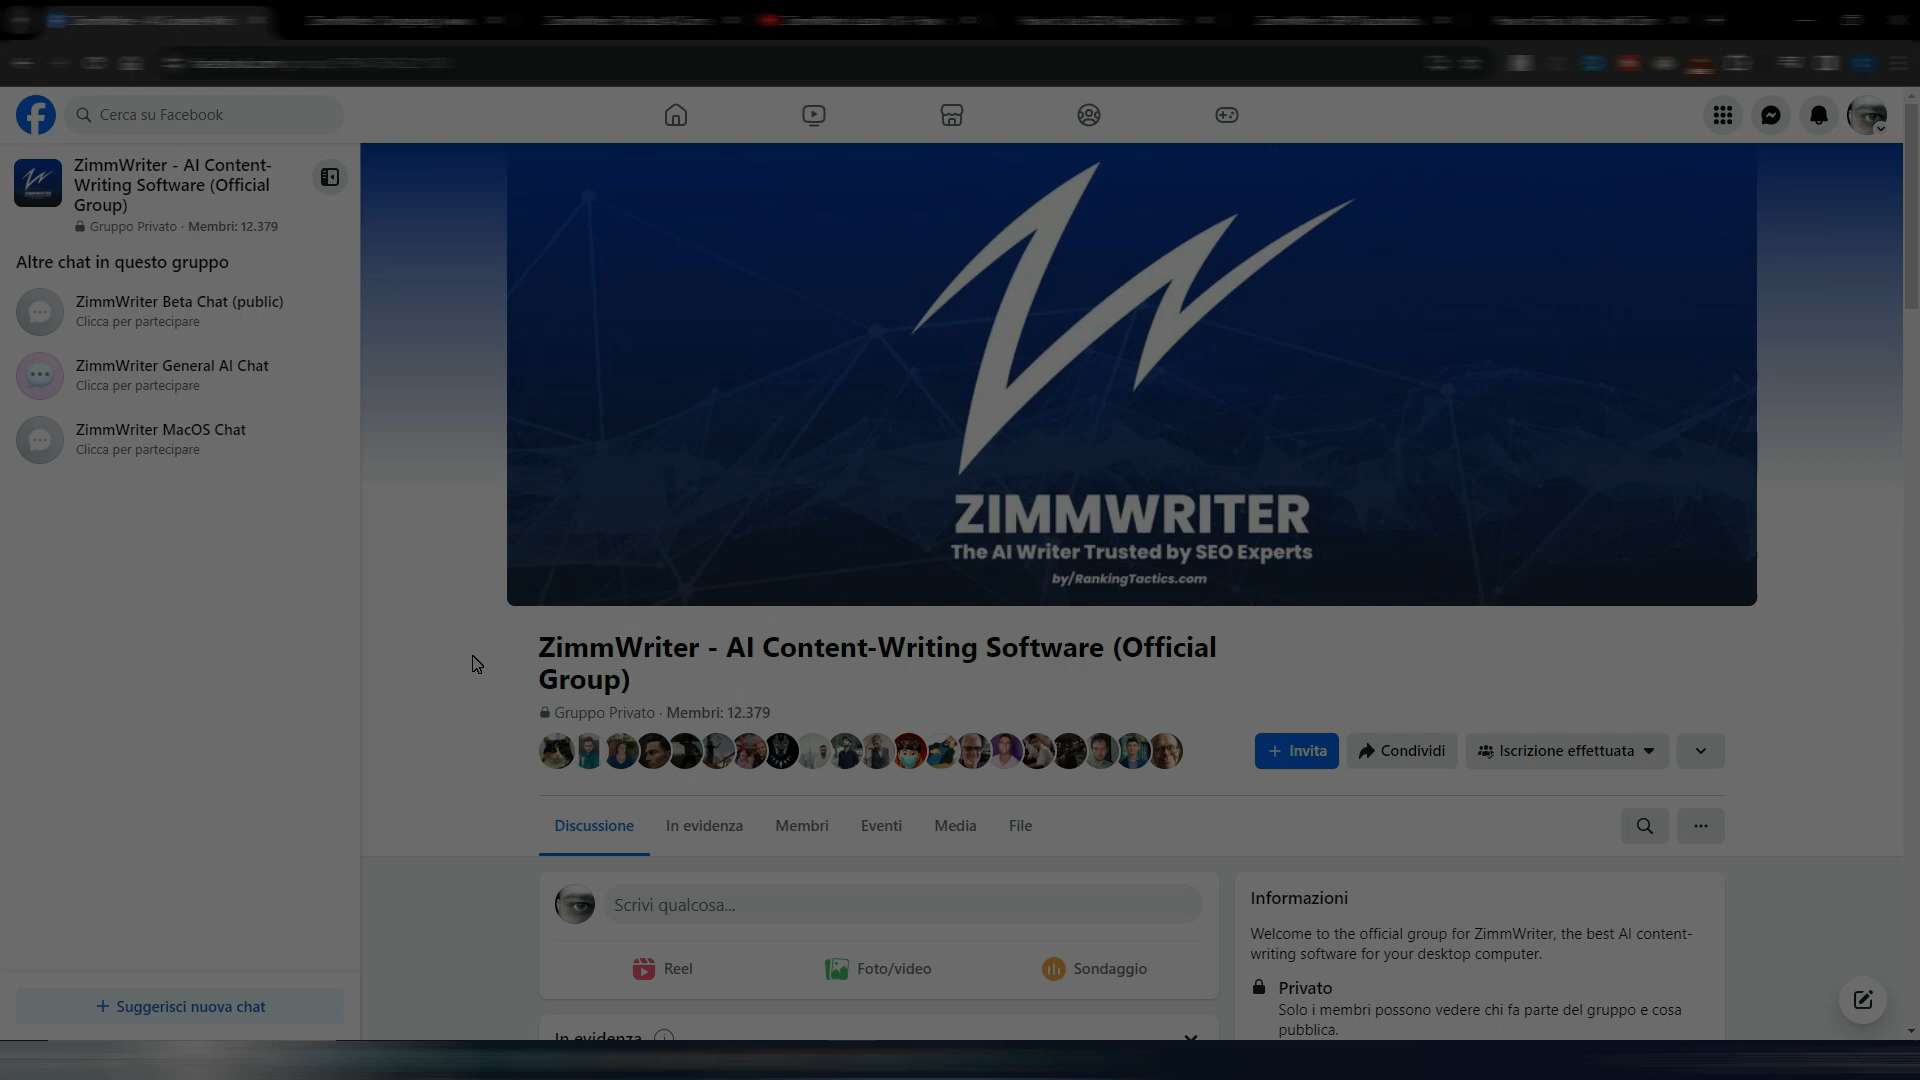 Cerca su Facebook
ZimmWriter - AI Content-
Writing Software (Official
Group)
Gruppo Privato · Membri: 12.379
Altre chat in questo gruppo
ZimmWriter Beta Chat (public)
Clicca per partecipare
ZimmWriter General AI Chat
Clicca per partecipare
ZimmWriter MacOS Chat
Clicca per partecipare
+ Suggerisci nuova chat
ZIMMWRITER
The AI Writer Trusted by SEO Experts
by/RankingTactics.com
ZimmWriter - AI Content-Writing Software (Official
Group)
Gruppo Privato · Membri: 12.379
+ Invita
Condividi
Iscrizione effettuata
Discussione
In evidenza
Membri
Eventi
Media
File
Scrivi qualcosa...
Reel
Foto/video
Sondaggio
In evidenza
Informazioni
Welcome to the official group for ZimmWriter, the best AI content-
writing software for your desktop computer.
Privato
Solo i membri possono vedere chi fa parte del gruppo e cosa
pubblica.